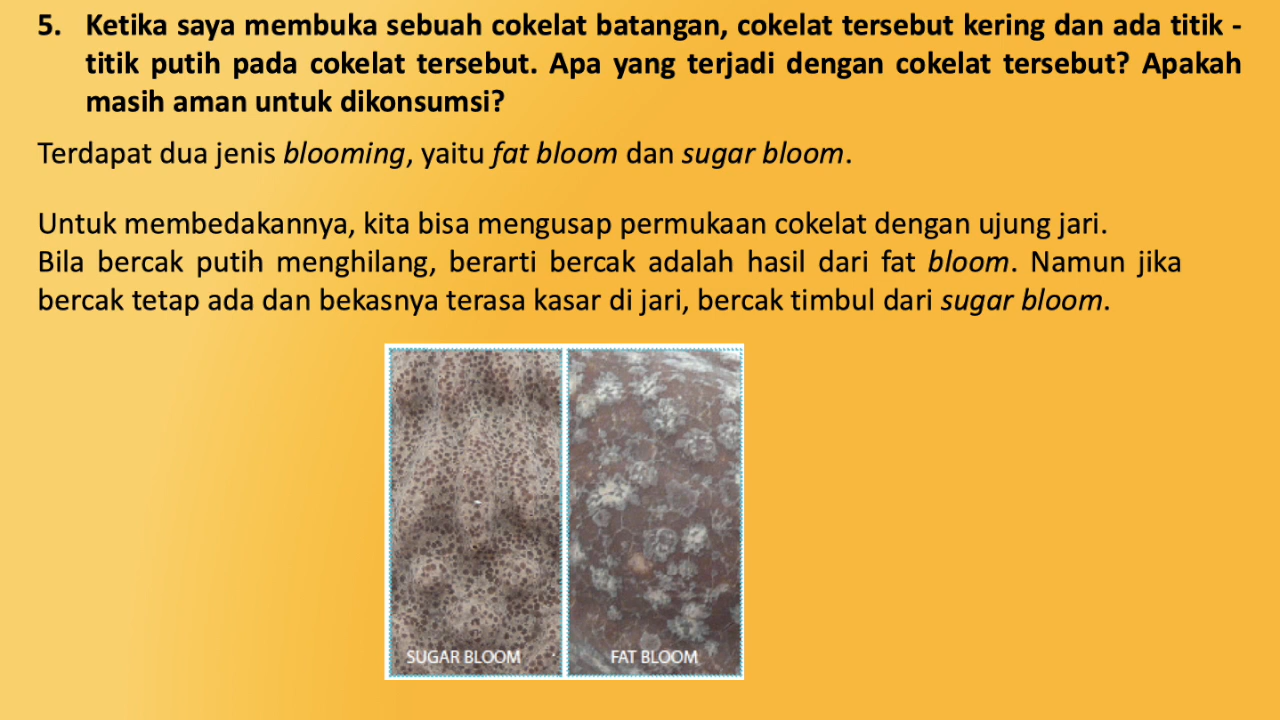 5. Ketika saya membuka sebuah cokelat batangan, cokelat tersebut kering dan ada titik -
titik putih pada cokelat tersebut. Apa yang terjadi dengan cokelat tersebut? Apakah
masih aman untuk dikonsumsi?
Terdapat dua jenis blooming, yaitu fat bloom dan sugar bloom.
Untuk membedakannya, kita bisa mengusap permukaan cokelat dengan ujung jari.
Bila bercak putih menghilang, berarti bercak adalah hasil dari fat bloom. Namun jika
bercak tetap ada dan bekasnya terasa kasar di jari, bercak timbul dari sugar bloom.
SUGAR BLOOM
FAT BLOOM